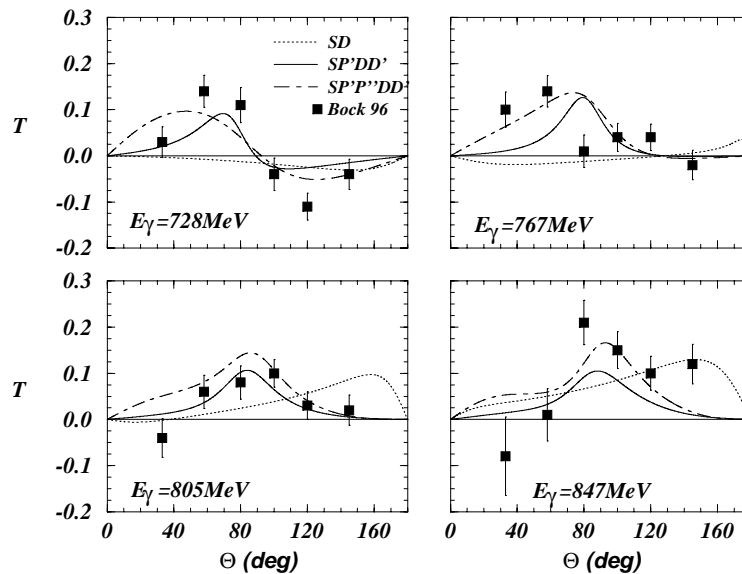 0.3
SD
SP'DD'
SP'P''DD'
Bock 96
0.2
0.1
T
0.0
-0.1
-0.2
Eγ=728MeV
Eγ=767MeV
0.3
0.2
0.1
T
0.0
-0.1
-0.2
Eγ=805MeV
Eγ=847MeV
0 40 80 120 160
0 40 80 120 160
Θ (deg)
Θ (deg)